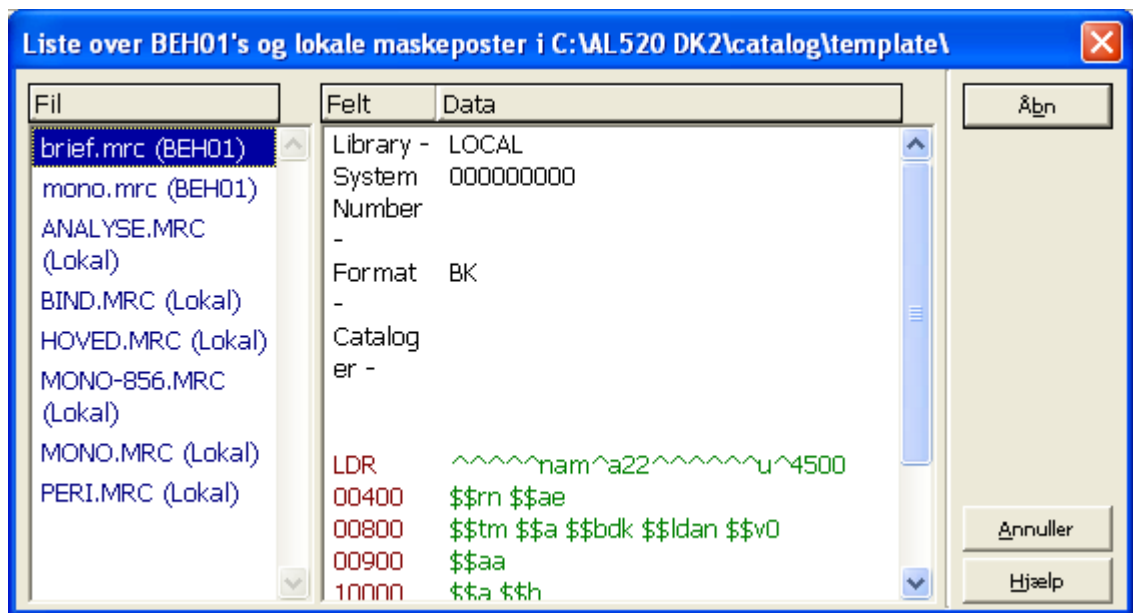 Liste over BEH01's og lokale maskeposter i C:\AL520 DK2\catalog\template\
Fil
brief.mrc (BEH01)
mono.mrc (BEH01)
ANALYSE.MRC
(Lokal)
BIND.MRC (Lokal)
HOVED.MRC (Lokal)
MONO-856.MRC
(Lokal)
MONO.MRC (Lokal)
PERI.MRC (Lokal)
Felt Data
Library - LOCAL
System 000000000
Number
-
Format BK
-
Catalog
er -
LDR ^^^^^nam^a22^^^^^^u^4500
00400 $$rn $$ae
00800 $$tm $$a $$bdk $$ldan $$v0
00900 $$aa
10000 $$a $$h
Åbn
Annuller
Hjælp